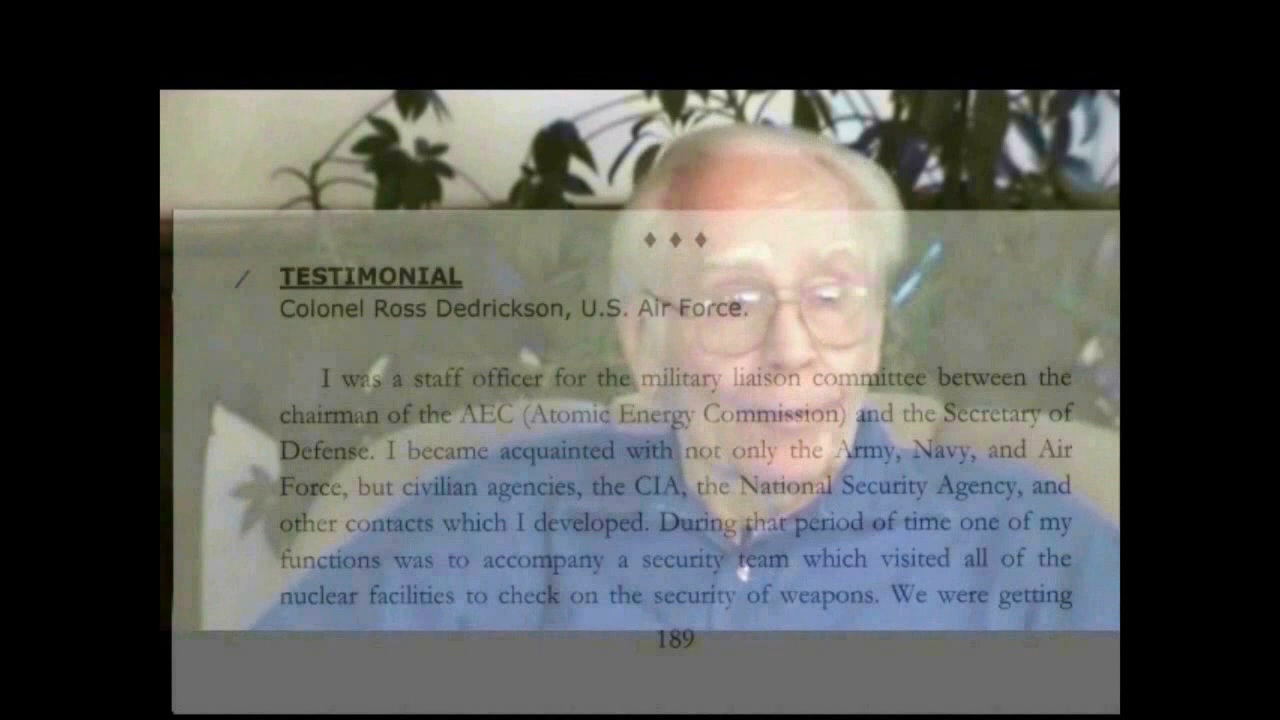 TESTIMONIAL
Colonel Ross Dedrickson, U.S. Air Force.
I was a staff officer for the military liaison committee between the
chairman of the AEC (Atomic Energy Commission) and the Secretary of
Defense. I became acquainted with not only the Army, Navy, and Air
Force, but civilian agencies, the CIA, the National Security Agency, and
other contacts which I developed. During that period of time one of my
functions was to accompany a security team which visited all of the
nuclear facilities to check on the security of weapons. We were getting
189